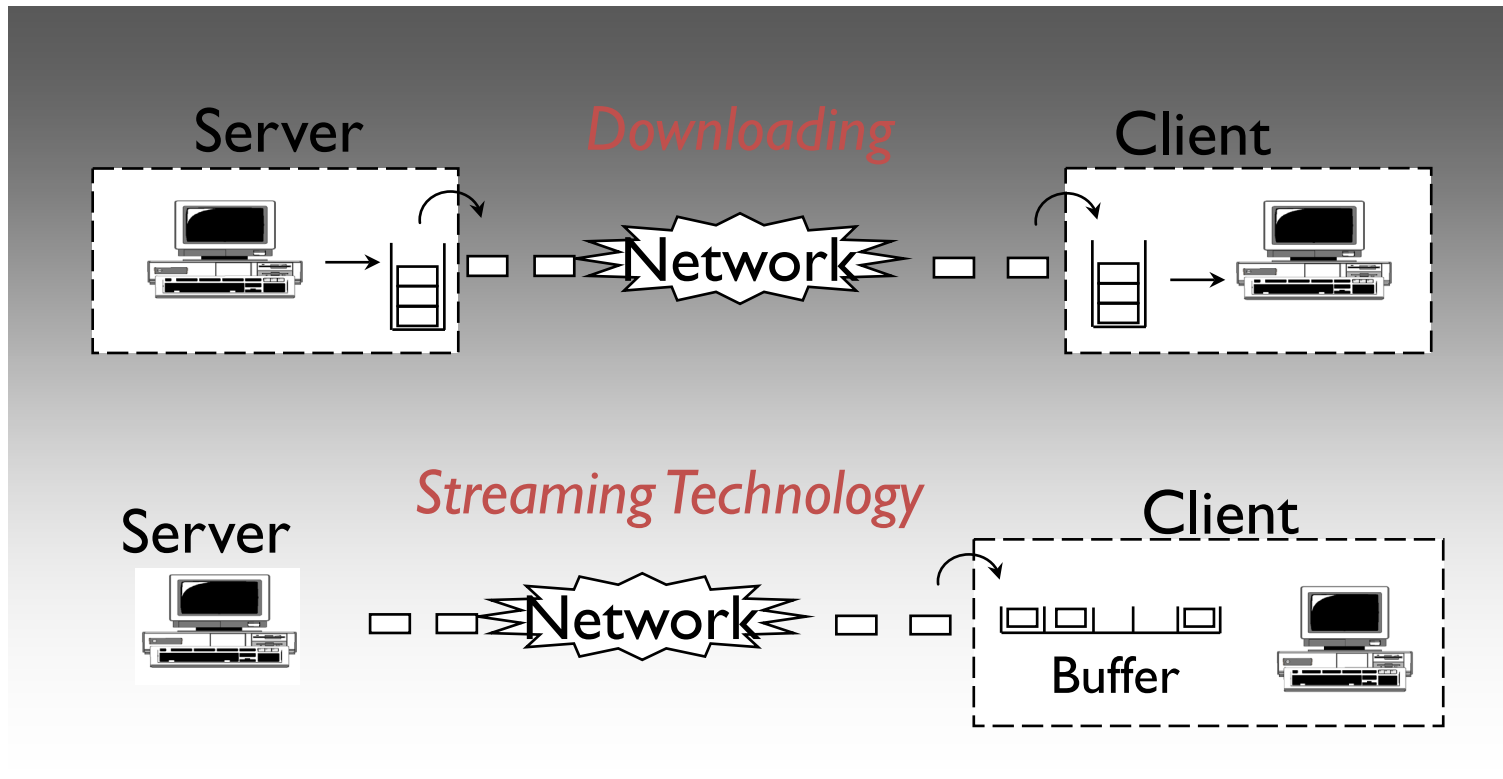 Downloading
Server
Client
Network
Streaming Technology
Client
Server
Network
Buffer